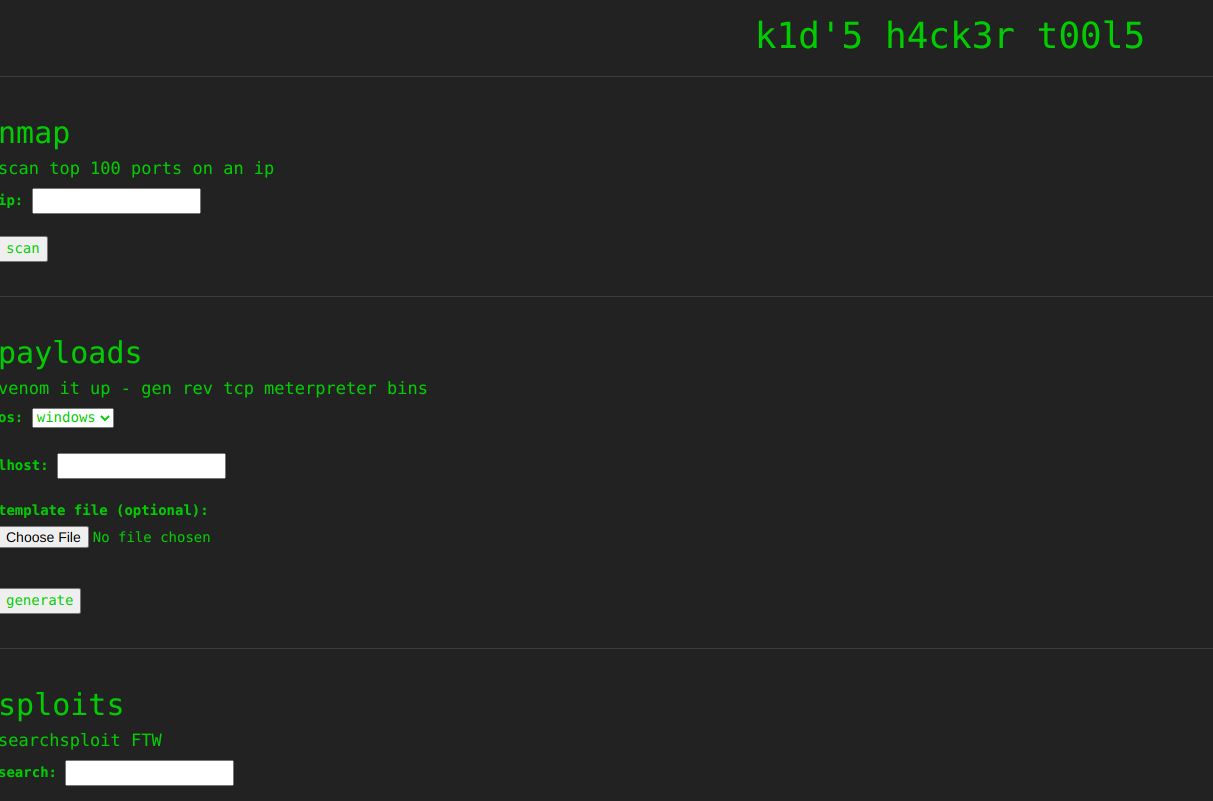 k1d'5 h4ck3r t00l5
nmap
scan top 100 ports on an ip
ip:
scan
payloads
venom it up - gen rev tcp meterpreter bins
os: windows
lhost:
template file (optional):
Choose File No file chosen
generate
sploits
searchsploit FTW
search: